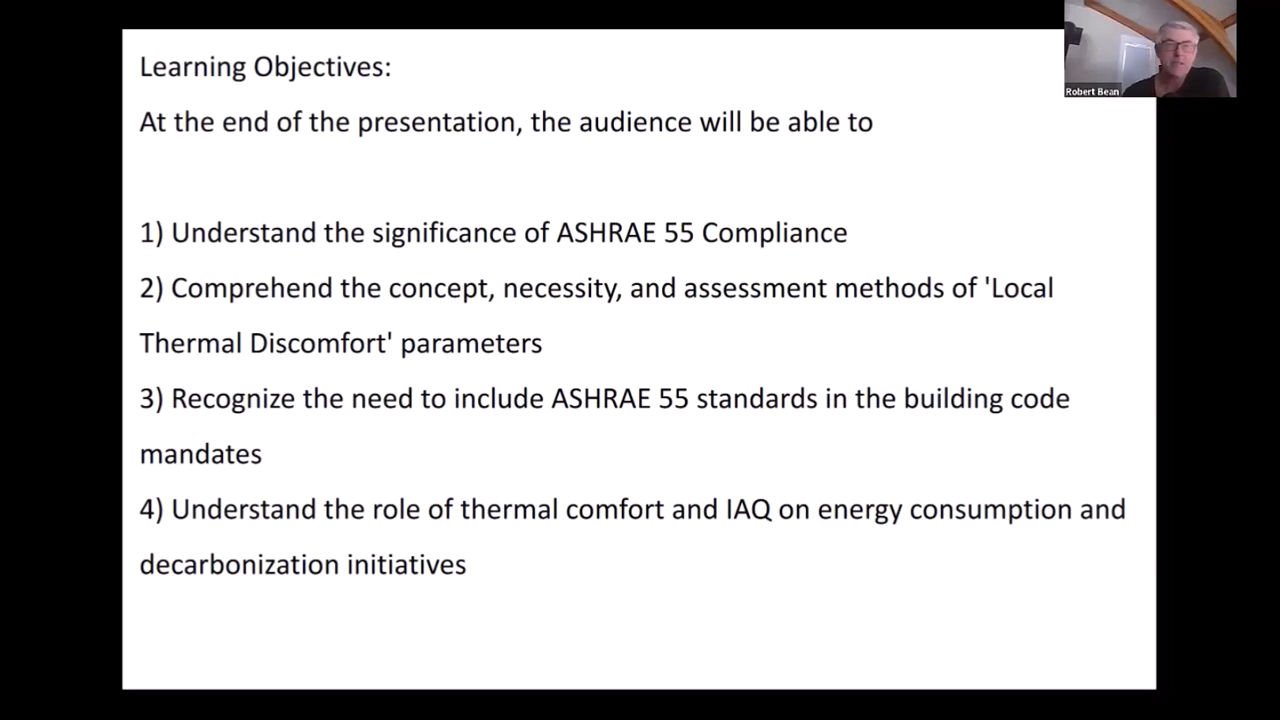 Learning Objectives:
At the end of the presentation, the audience will be able to
1) Understand the significance of ASHRAE 55 Compliance
2) Comprehend the concept, necessity, and assessment methods of 'Local
Thermal Discomfort' parameters
3) Recognize the need to include ASHRAE 55 standards in the building code
mandates
4) Understand the role of thermal comfort and IAQ on energy consumption and
decarbonization initiatives
Robert Bean